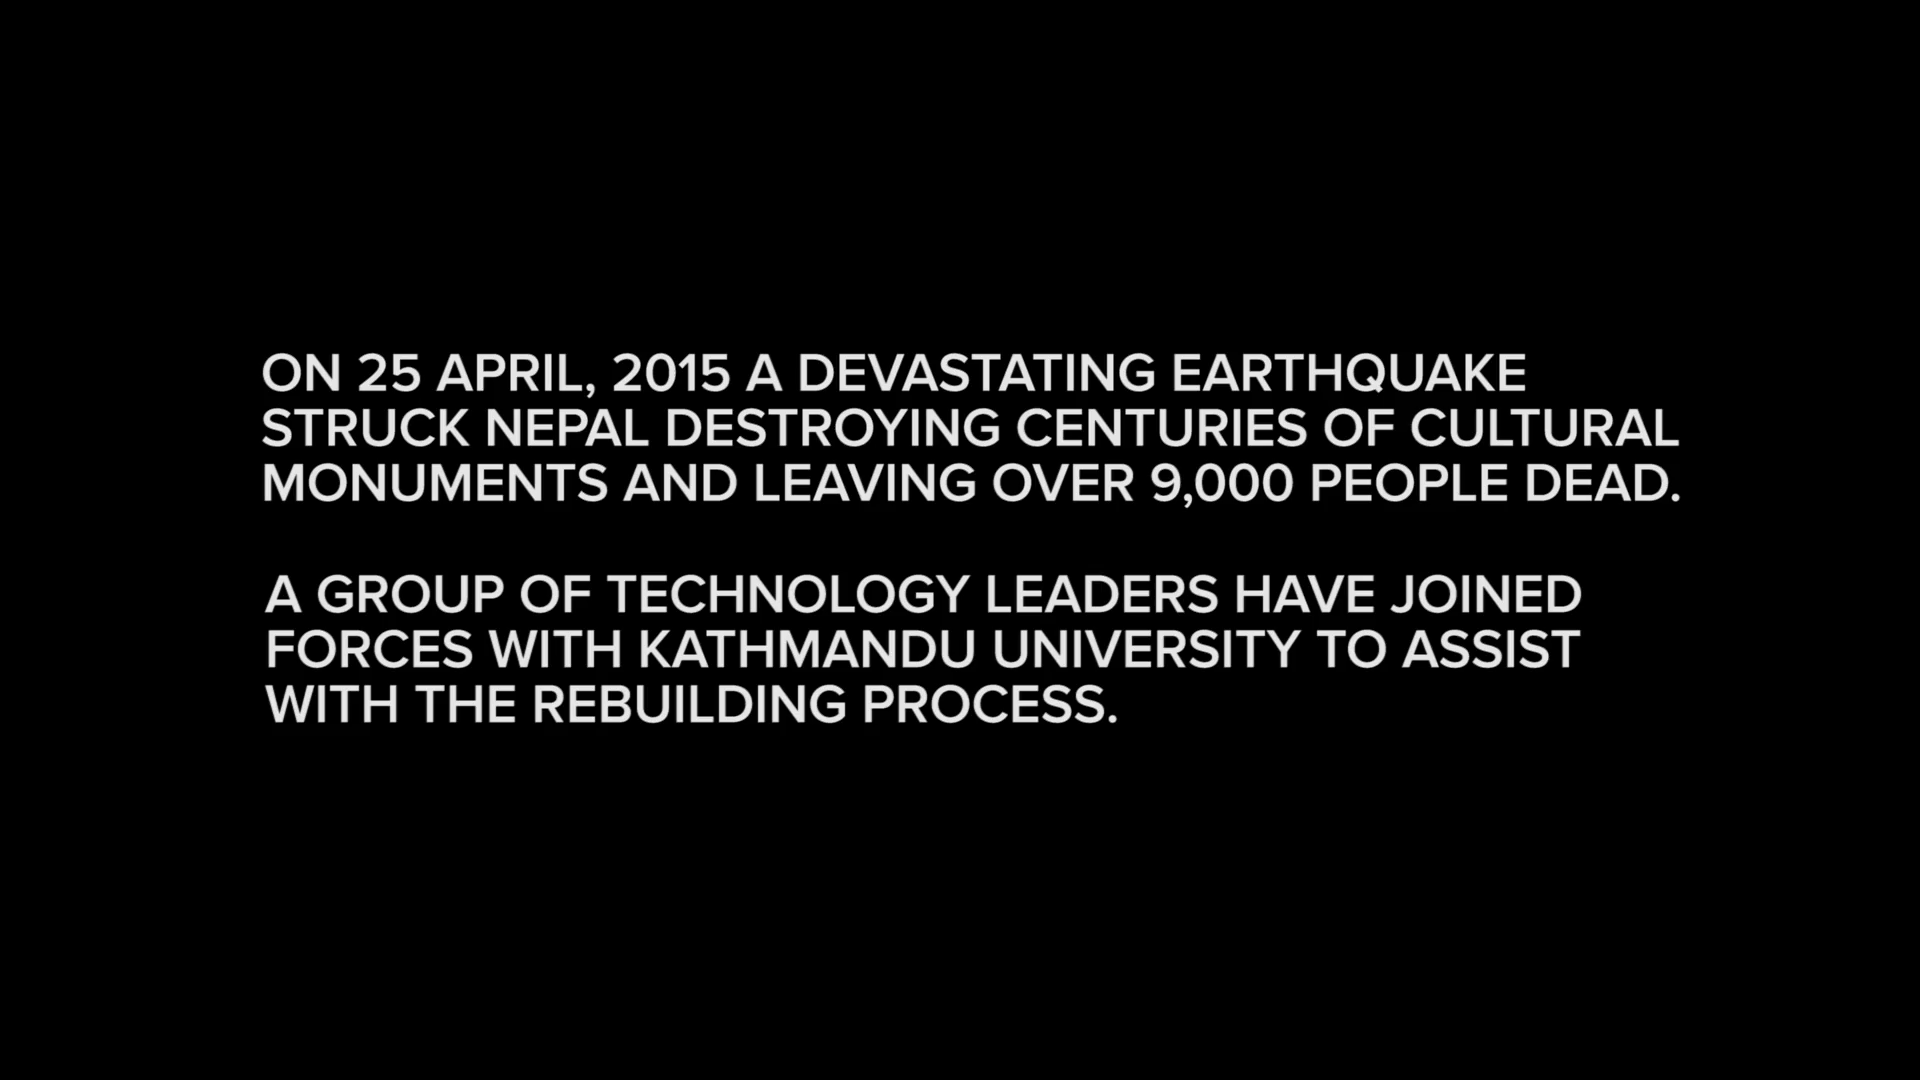 ON 25 APRIL, 2015 A DEVASTATING EARTHQUAKE
STRUCK NEPAL DESTROYING CENTURIES OF CULTURAL
MONUMENTS AND LEAVING OVER 9,000 PEOPLE DEAD.
A GROUP OF TECHNOLOGY LEADERS HAVE JOINED
FORCES WITH KATHMANDU UNIVERSITY TO ASSIST
WITH THE REBUILDING PROCESS.